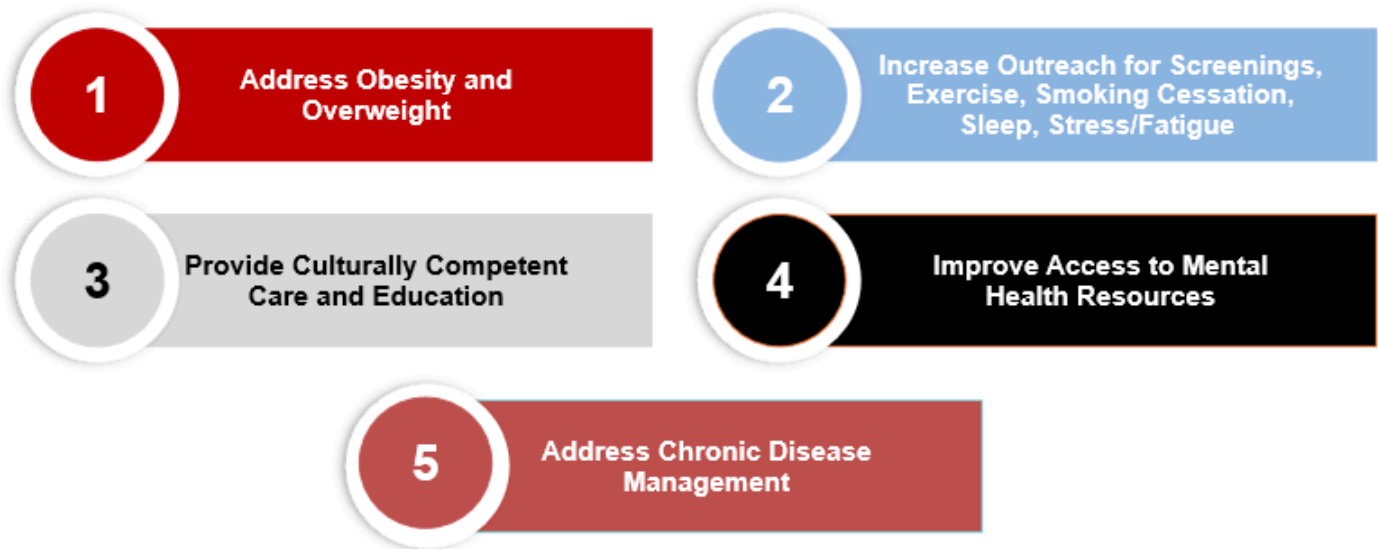 1
Address Obesity and
Overweight
2
Increase Outreach for Screenings,
Exercise, Smoking Cessation,
Sleep, Stress/Fatigue
3
Provide Culturally Competent
Care and Education
4
Improve Access to Mental
Health Resources
5
Address Chronic Disease
Management